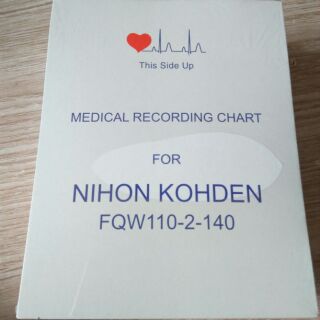 This Side Up
MEDICAL RECORDING CHART
FOR
NIHON KOHDEN
FQW110-2-140